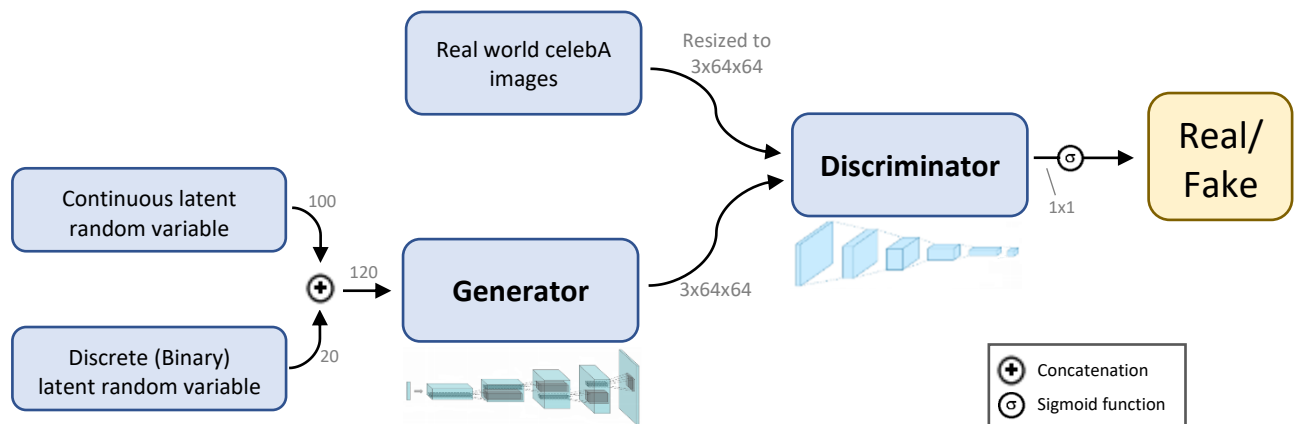 Real world celebA
images
Resized to
3x64x64
Continuous latent
random variable
100
Discrete (Binary)
latent random variable
20
+
120
Generator
3x64x64
Discriminator
1x1
σ
Real/
Fake
+ Concatenation
σ Sigmoid function